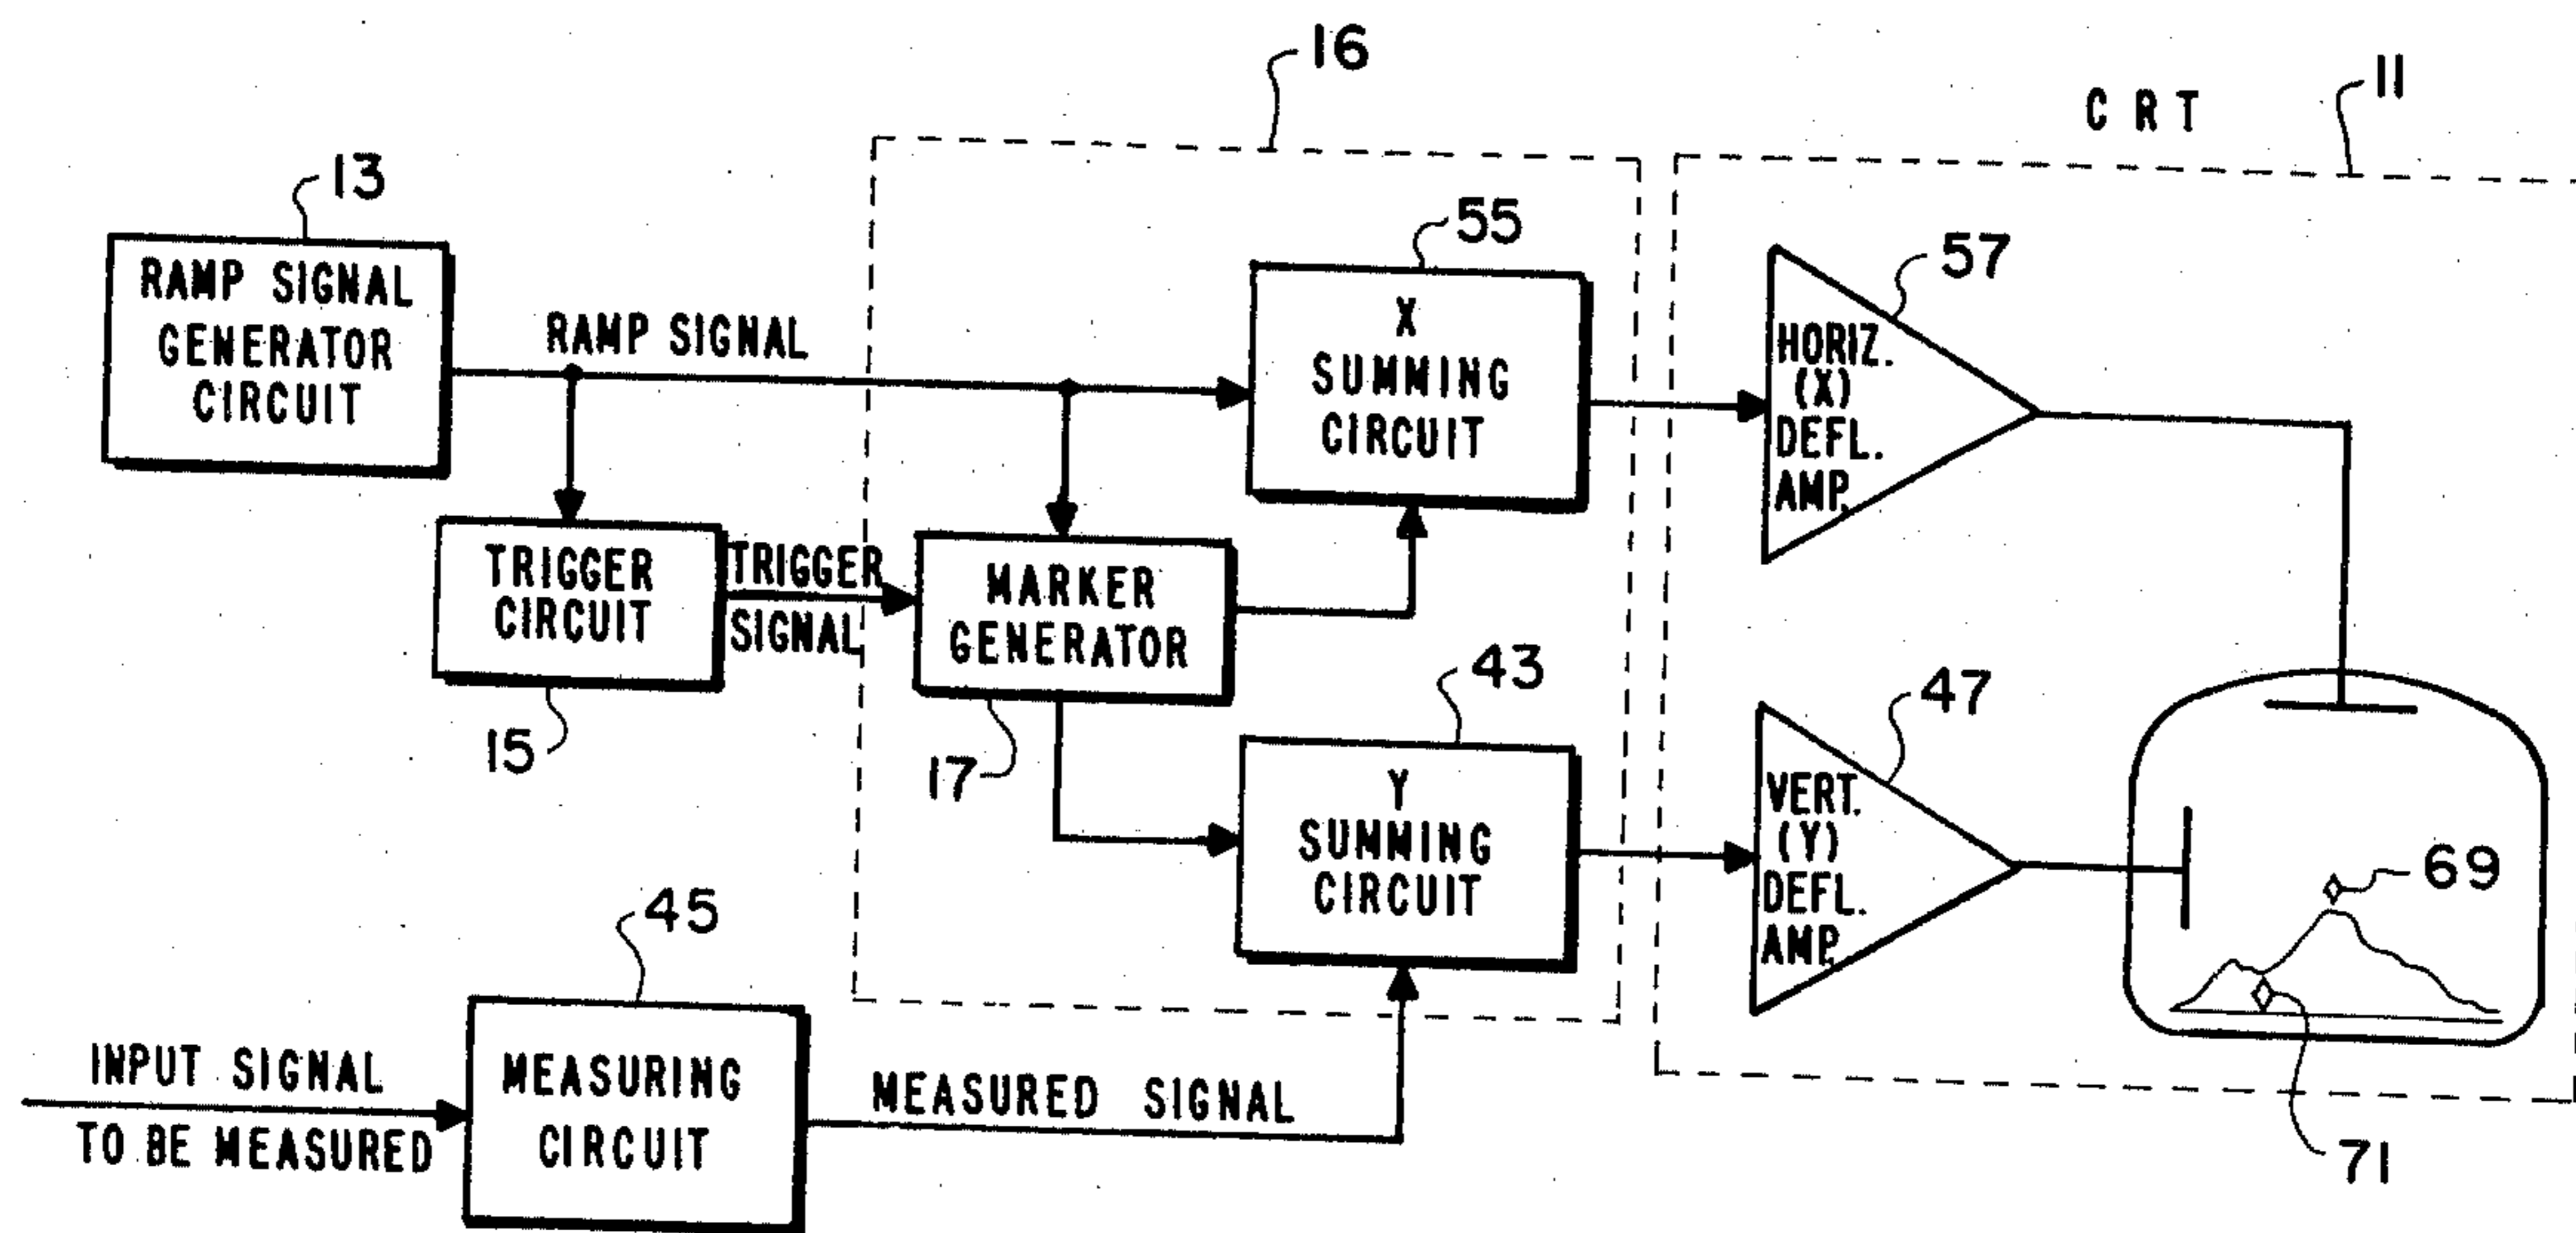 16
11
C R T
13
55
57
RAMP SIGNAL
GENERATOR
CIRCUIT
RAMP SIGNAL
X
SUMMING
CIRCUIT
HORIZ.
(X)
DEFL.
AMP.
TRIGGER
CIRCUIT
TRIGGER
SIGNAL
MARKER
GENERATOR
15
17
43
47
Y
SUMMING
CIRCUIT
VERT.
(Y)
DEFL.
AMP.
69
45
INPUT SIGNAL
TO BE MEASURED
MEASURING
CIRCUIT
MEASURED SIGNAL
71